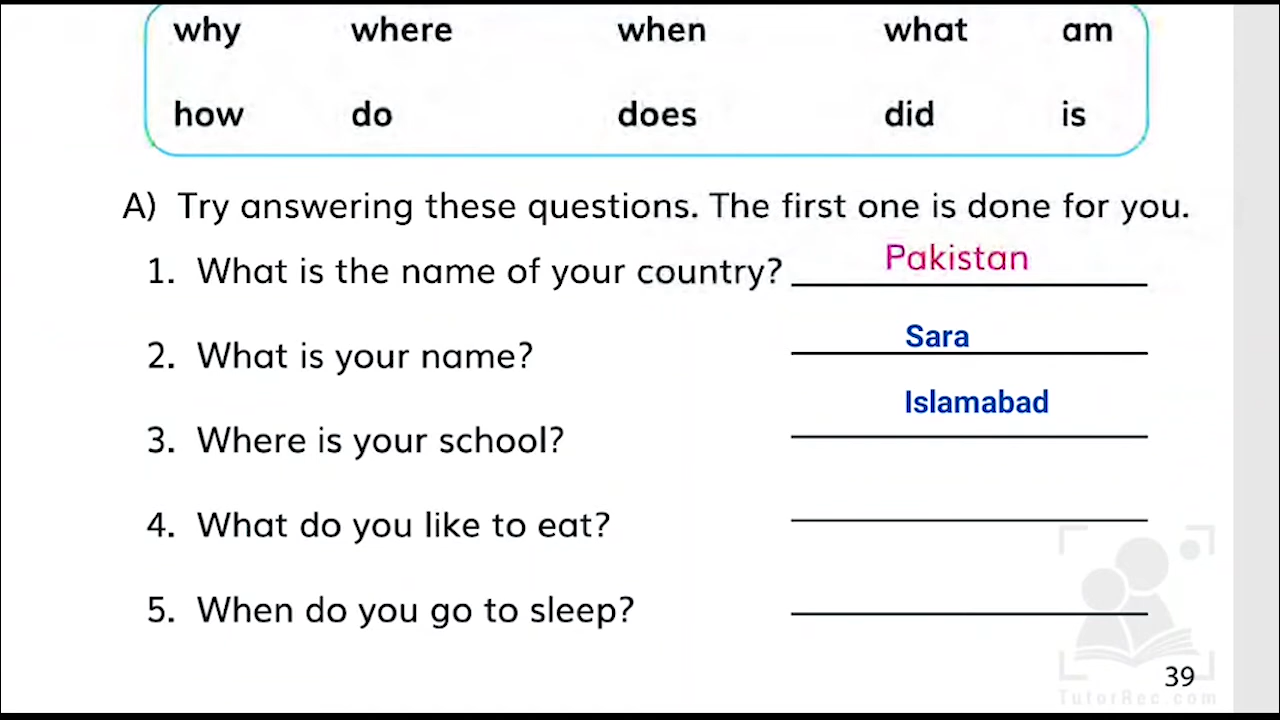 why where when what am
how do does did is
A) Try answering these questions. The first one is done for you.
1. What is the name of your country? Pakistan
2. What is your name? Sara
3. Where is your school? Islamabad
4. What do you like to eat?
5. When do you go to sleep?
39
TutorRec.com